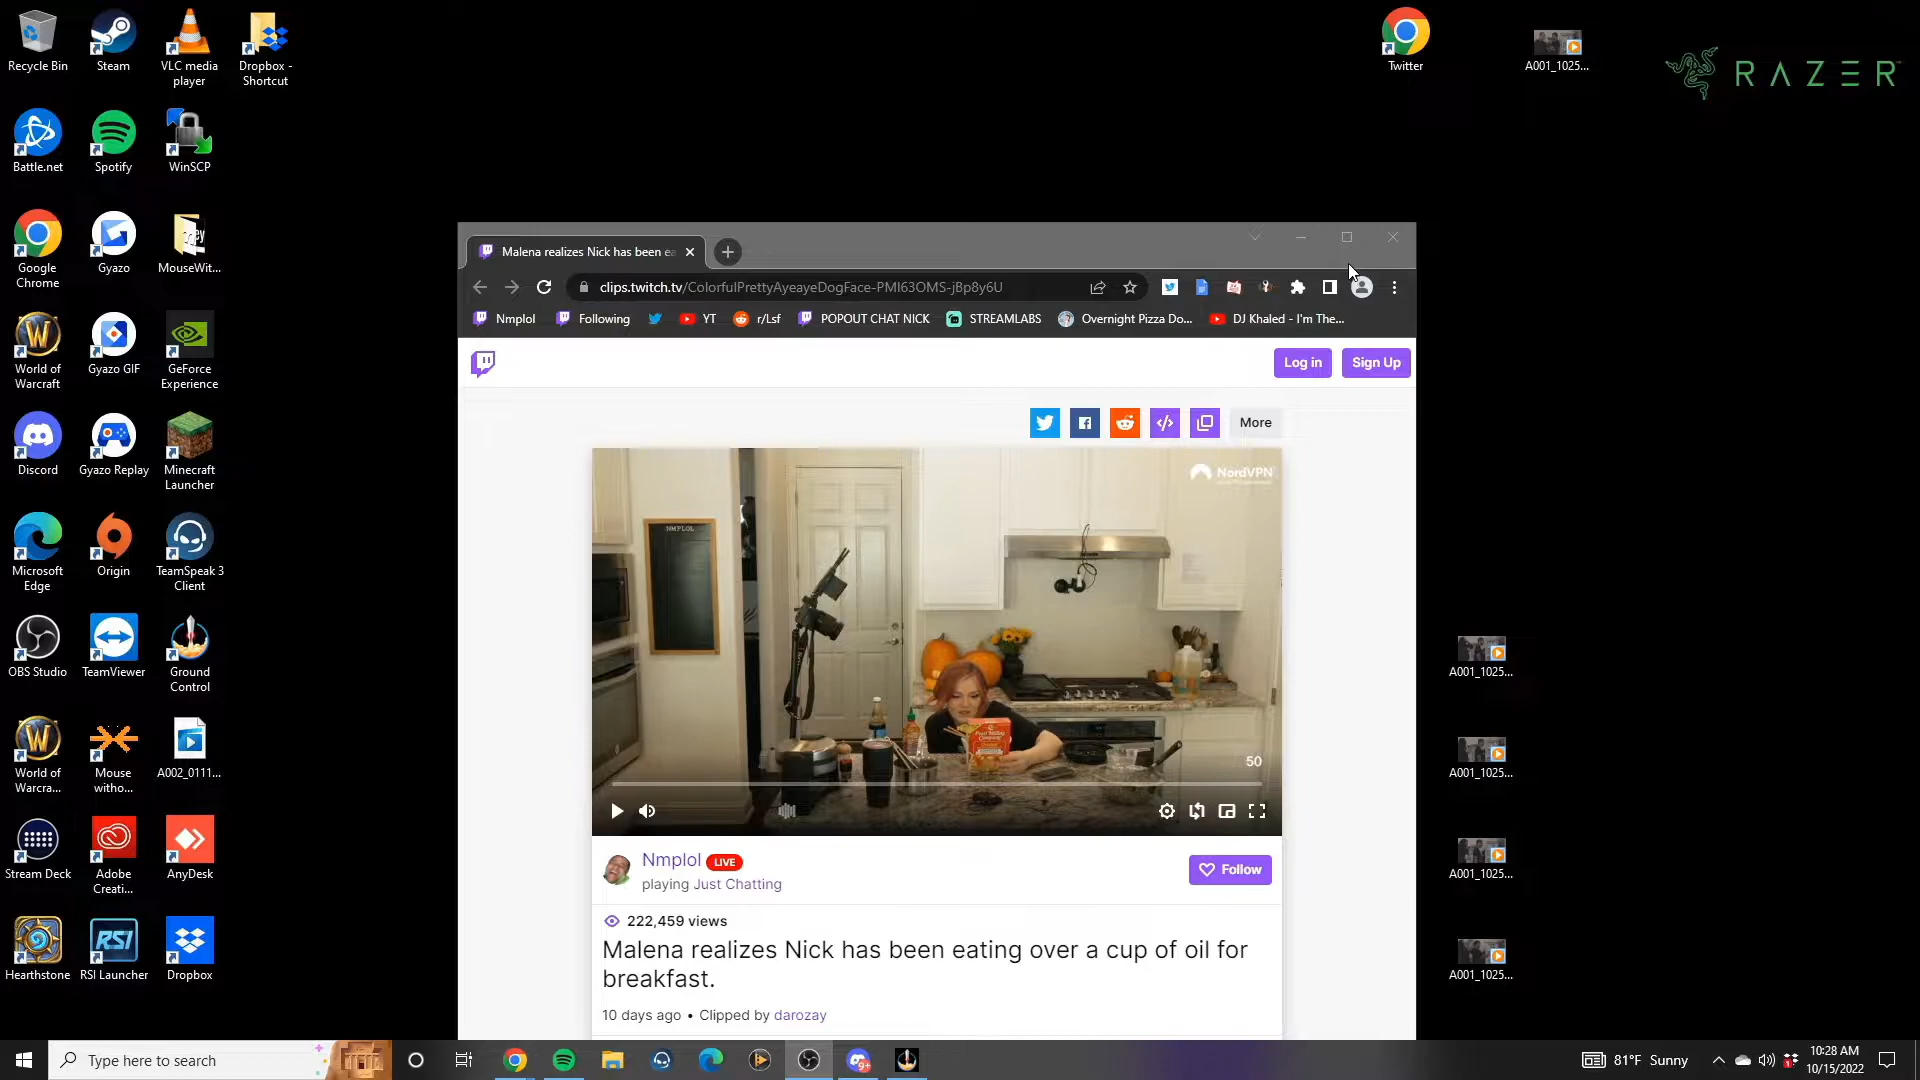 Recycle Bin
Steam
VLC media
player
Dropbox -
Shortcut
Twitter
A001_1025...
RAZER
Battle.net
Spotify
WinSCP
Google
Chrome
Gyazo
MouseWit...
World of
Warcraft
Gyazo GIF
GeForce
Experience
Discord
Gyazo Replay
Minecraft
Launcher
Microsoft
Edge
Origin
TeamSpeak 3
Client
OBS Studio
TeamViewer
Ground
Control
World of
Warcra...
Mouse
witho...
A002_0111...
Stream Deck
Adobe
Creati...
AnyDesk
Hearthstone
RSI
RSI Launcher
Dropbox
Malena realizes Nick has been ea
clips.twitch.tv/ColorfulPrettyAyeayeDogFace-PMI63OMS-jBp8y6U
Nmplol
Following
YT
r/Lsf
POPOUT CHAT NICK
STREAMLABS
Overnight Pizza Do...
DJ Khaled - I'm The...
Log in
Sign Up
More
NordVPN
NMPLOL
50
Nmplol LIVE
playing Just Chatting
Follow
222,459 views
Malena realizes Nick has been eating over a cup of oil for
breakfast.
10 days ago • Clipped by darozay
A001_1025...
A001_1025...
A001_1025...
A001_1025...
Type here to search
9+
81°F Sunny
10:28 AM
10/15/2022